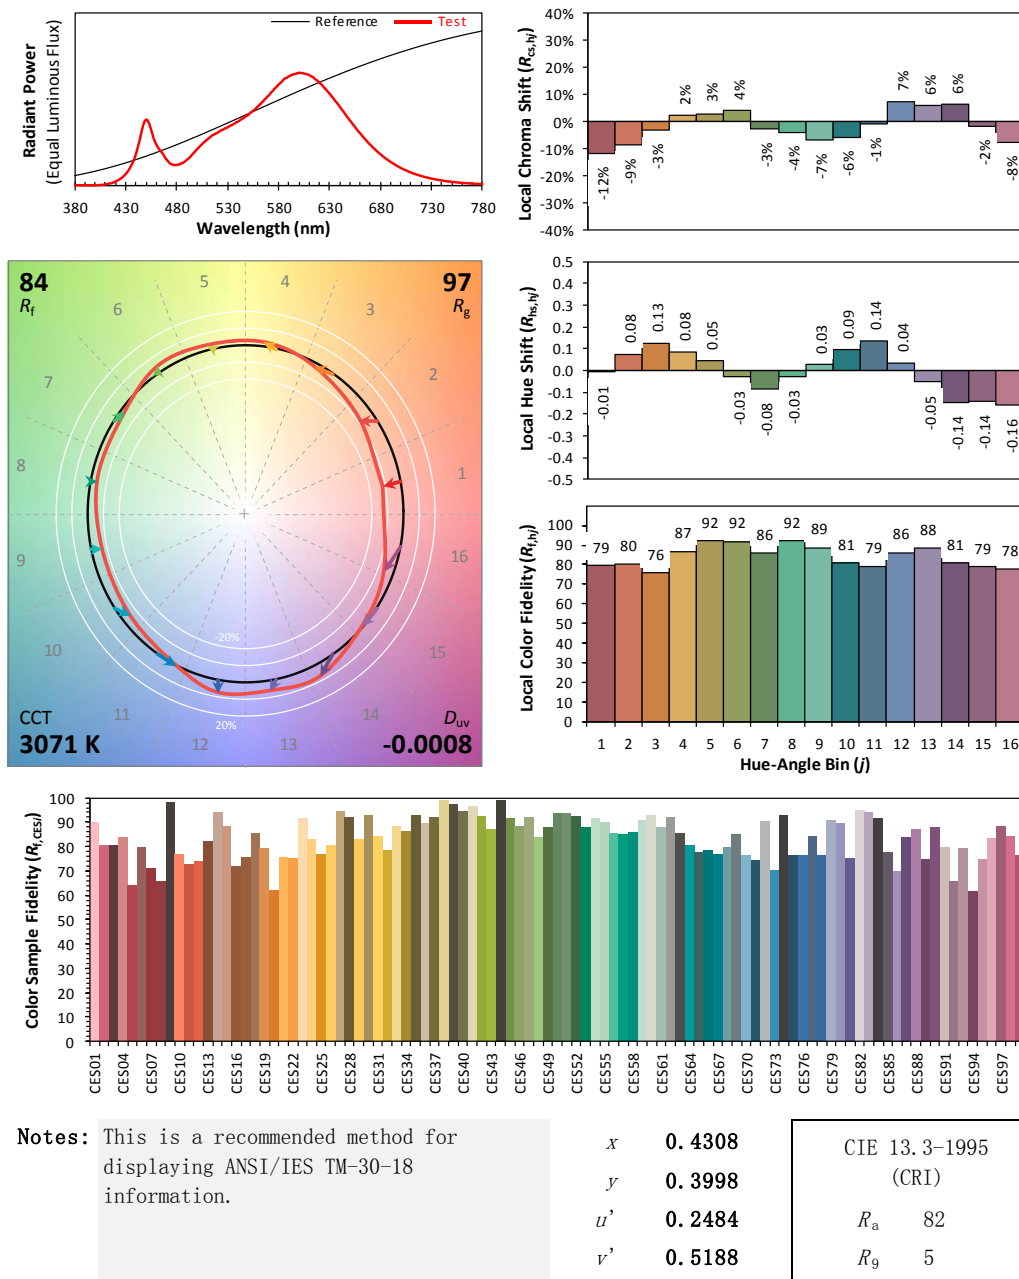 Reference Test
Radiant Power
(Equal Luminous Flux)
380 430 480 530 580 630 680 730 780
Wavelength (nm)
Local Chroma Shift (Rcs,hj)
40%
30%
20%
10%
0%
-10%
-20%
-30%
-40%
-12% -9% -3% 2% 3% 4% -3% -4% -7% -6% -1% 7% 6% 6% -2% -8%
84
Rf
97
Rg
1 2 3 4 5 6 7 8 9 10 11 12 13 14 15 16
-20%
20%
CCT
3071 K
Duv
-0.0008
Local Hue Shift (Rhs,hj)
0.5
0.4
0.3
0.2
0.1
0.0
-0.1
-0.2
-0.3
-0.4
-0.5
-0.01 0.08 0.13 0.08 0.05 -0.03 -0.08 -0.03 0.03 0.09 0.14 0.04 -0.05 -0.14 -0.14 -0.16
Local Color Fidelity (Rf,hj)
100
90
80
70
60
50
40
30
20
10
0
79 80 76 87 92 92 86 92 89 81 79 86 88 81 79 78
1 2 3 4 5 6 7 8 9 10 11 12 13 14 15 16
Hue-Angle Bin (j)
Color Sample Fidelity (Rf,CESi)
100
90
80
70
60
50
40
30
20
10
0
CES01 CES04 CES07 CES10 CES13 CES16 CES19 CES22 CES25 CES28 CES31 CES34 CES37 CES40 CES43 CES46 CES49 CES52 CES55 CES58 CES61 CES64 CES67 CES70 CES73 CES76 CES79 CES82 CES85 CES88 CES91 CES94 CES97
Notes: This is a recommended method for
displaying ANSI/IES TM-30-18
information.
x 0.4308
y 0.3998
u' 0.2484
v' 0.5188
CIE 13.3-1995
(CRI)
Ra 82
R9 5